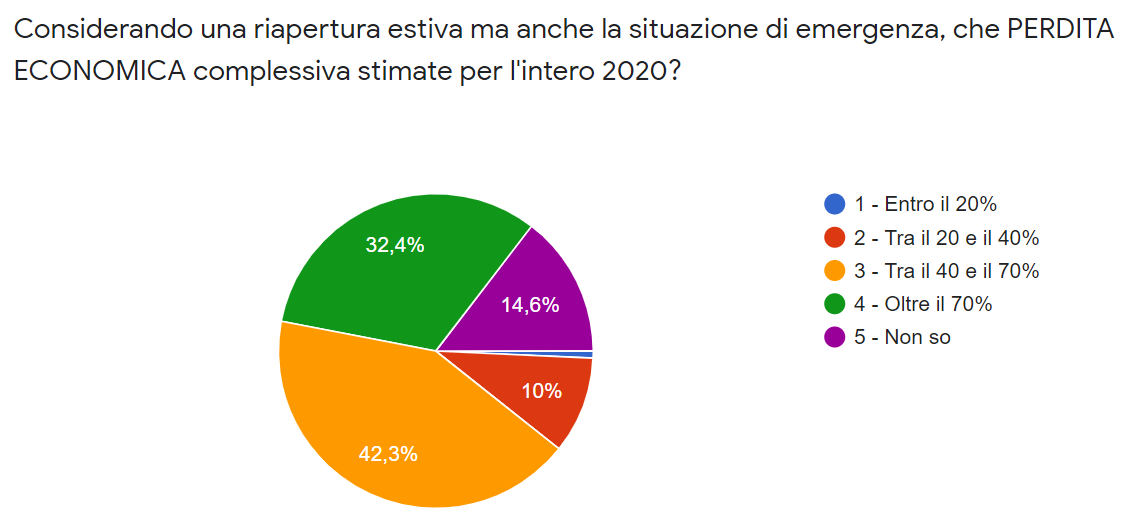 Considerando una riapertura estiva ma anche la situazione di emergenza, che PERDITA
ECONOMICA complessiva stimate per l'intero 2020?
1 - Entro il 20%
2 - Tra il 20 e il 40%
3 - Tra il 40 e il 70%
4 - Oltre il 70%
5 - Non so
32,4%
14,6%
10%
42,3%